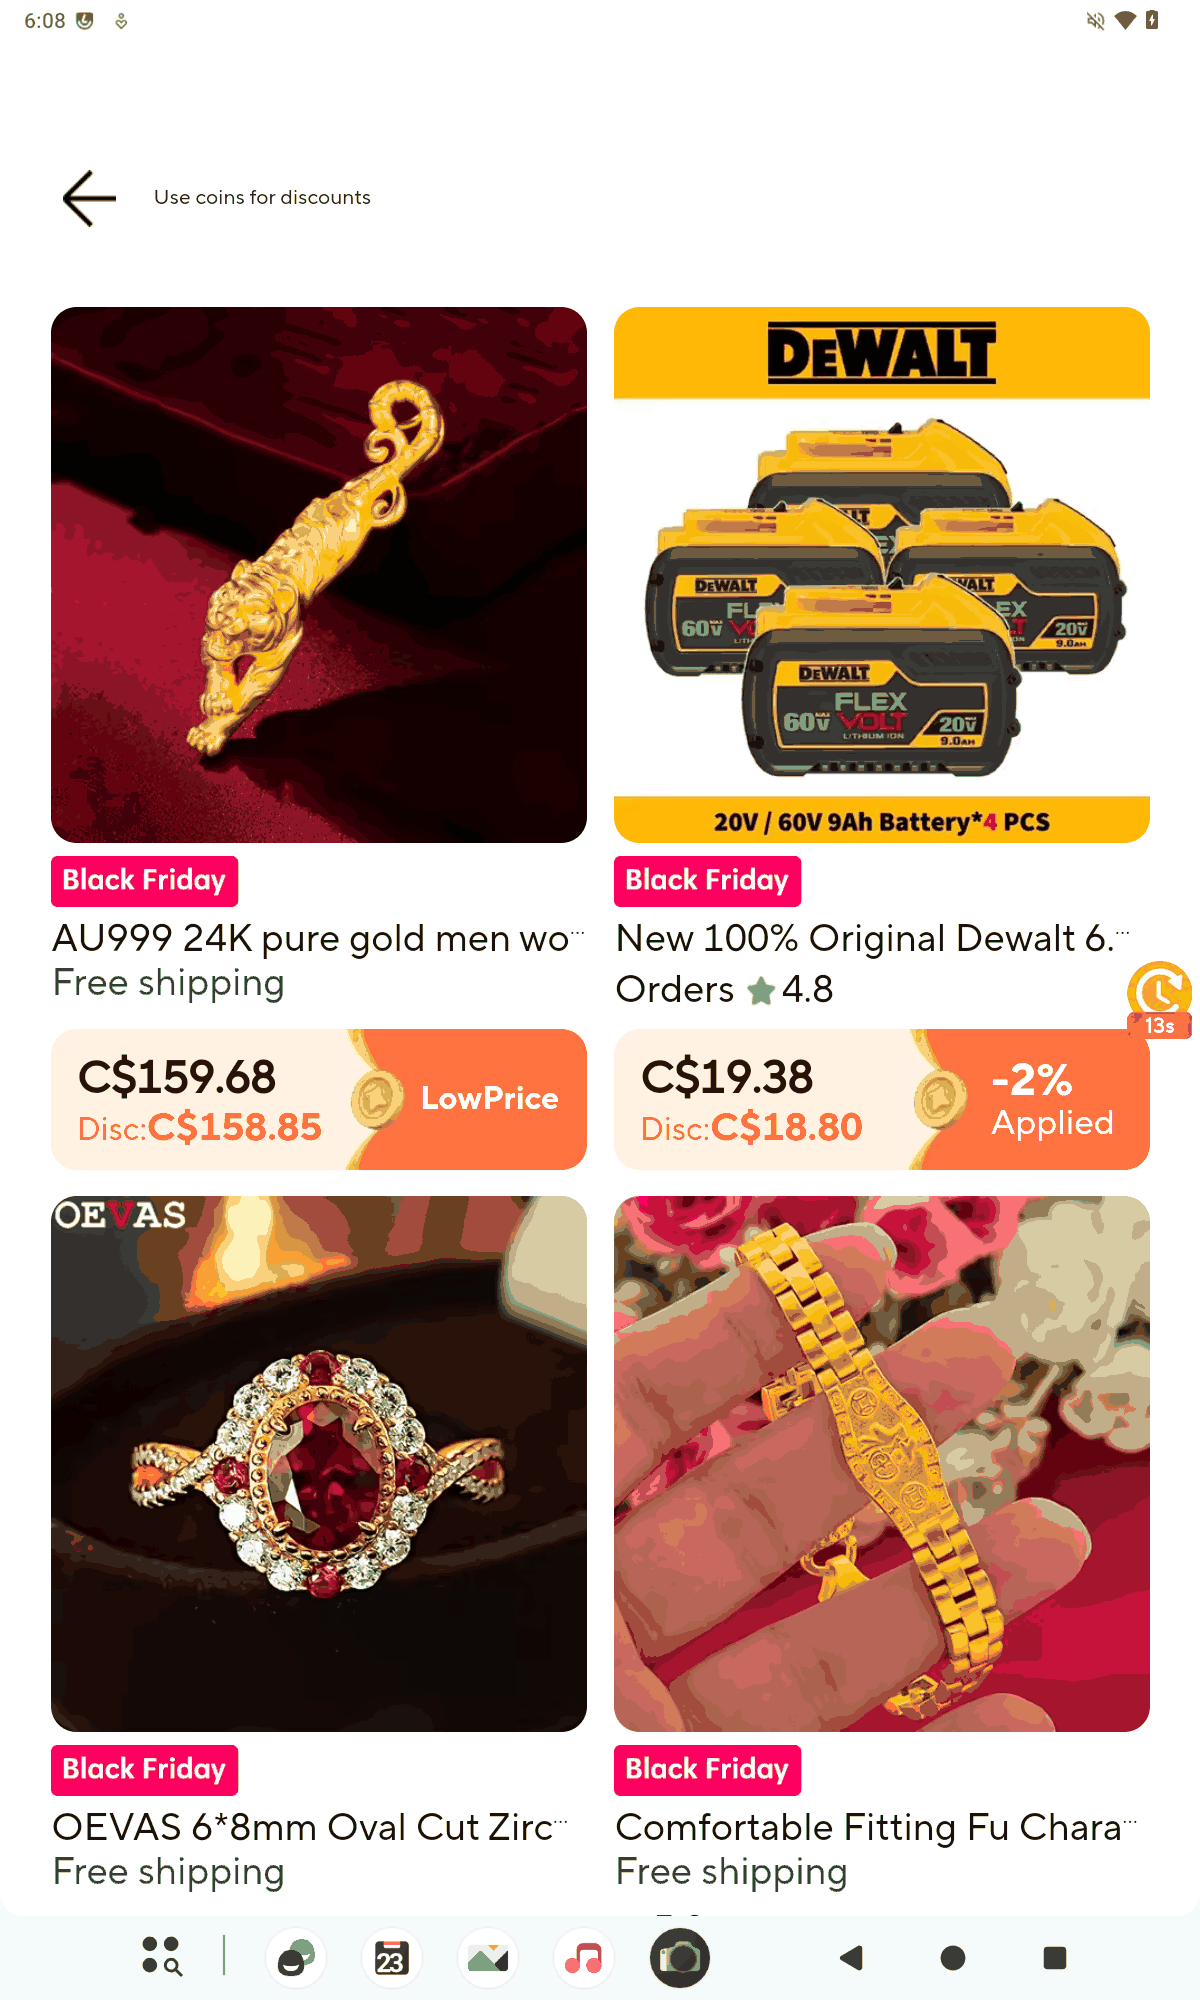 6:08
Use coins for discounts
DEWALT
DEWALT
FLEX
60V MAX
VOLT
LITHIUM ION
20V
9.0AH
20V / 60V 9Ah Battery*4 PCS
Black Friday
AU999 24K pure gold men wo...
Free shipping
C$159.68
Disc:C$158.85
LowPrice
Black Friday
New 100% Original Dewalt 6....
Orders ★ 4.8
13s
C$19.38
Disc:C$18.80
-2%
Applied
OEVAS
Black Friday
OEVAS 6*8mm Oval Cut Zirc...
Free shipping
Black Friday
Comfortable Fitting Fu Chara...
Free shipping
23